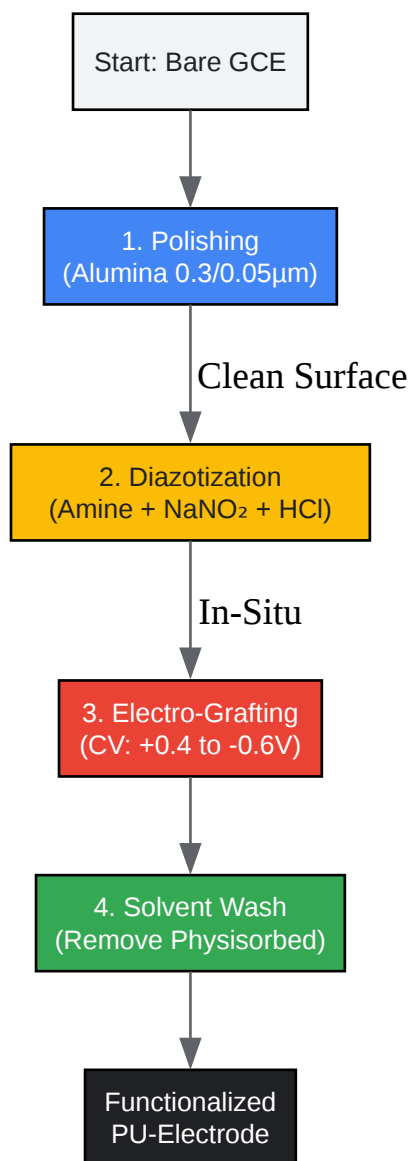 Start: Bare GCE
1. Polishing
(Alumina 0.3/0.05µm)
Clean Surface
2. Diazotization
(Amine + NaNO₂ + HCl)
In-Situ
3. Electro-Grafting
(CV: +0.4 to -0.6V)
4. Solvent Wash
(Remove Physisorbed)
Functionalized
PU-Electrode